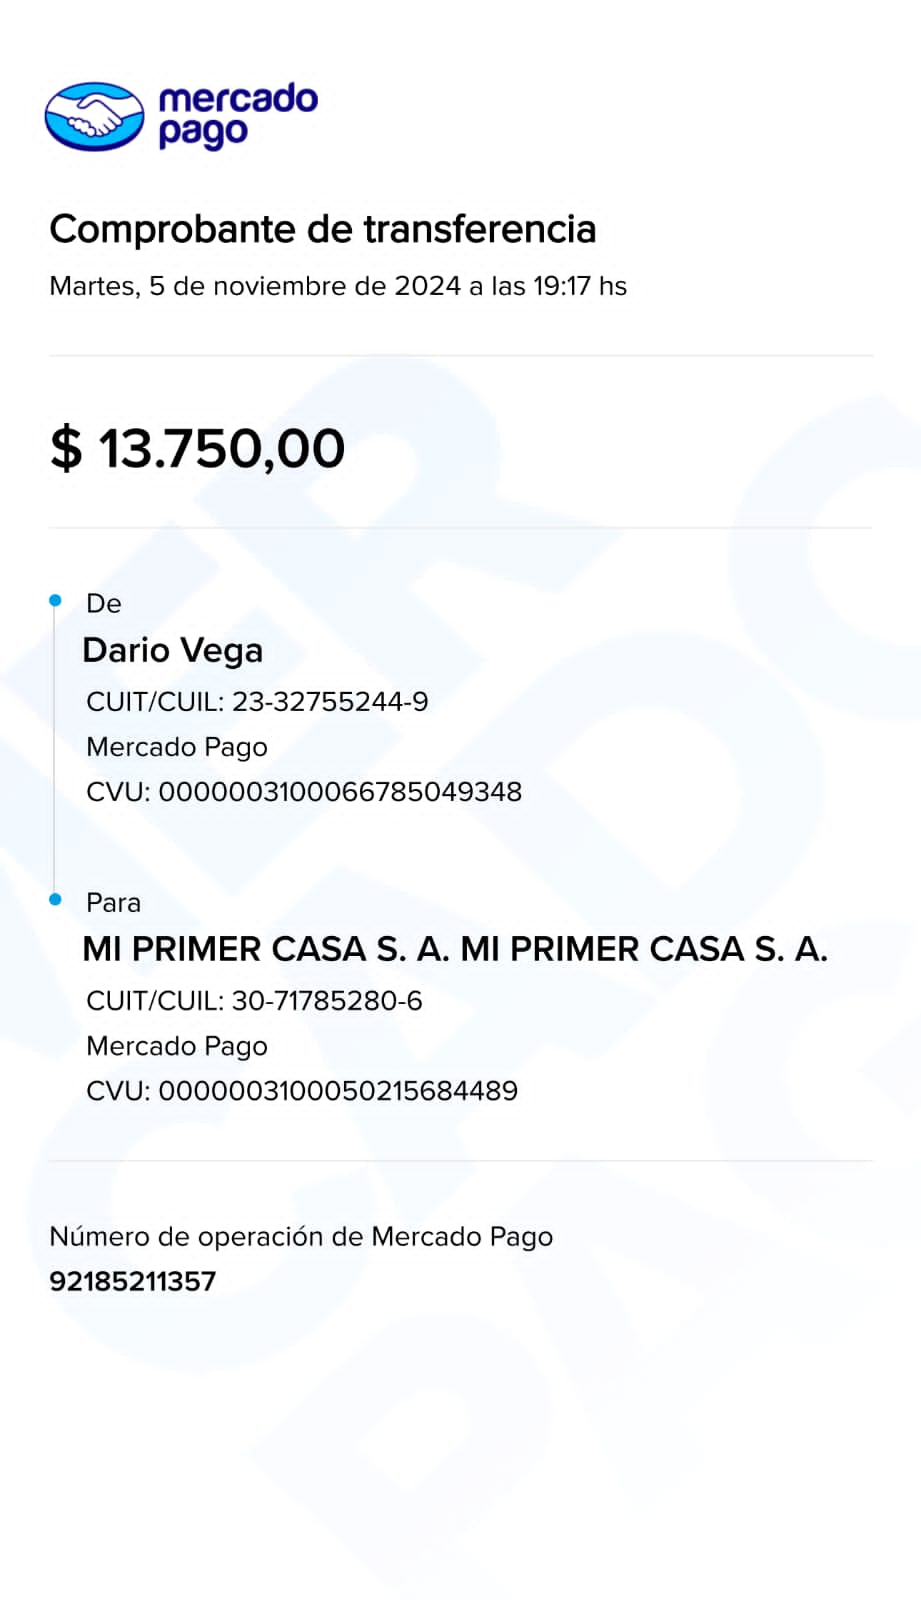 mercado
pago
Comprobante de transferencia
Martes, 5 de noviembre de 2024 a las 19:17 hs
$ 13.750,00
De
Dario Vega
CUIT/CUIL: 23-32755244-9
Mercado Pago
CVU: 0000003100066785049348
Para
MI PRIMER CASA S. A. MI PRIMER CASA S. A.
CUIT/CUIL: 30-71785280-6
Mercado Pago
CVU: 0000003100050215684489
Número de operación de Mercado Pago
92185211357
MERCADO
PAGO